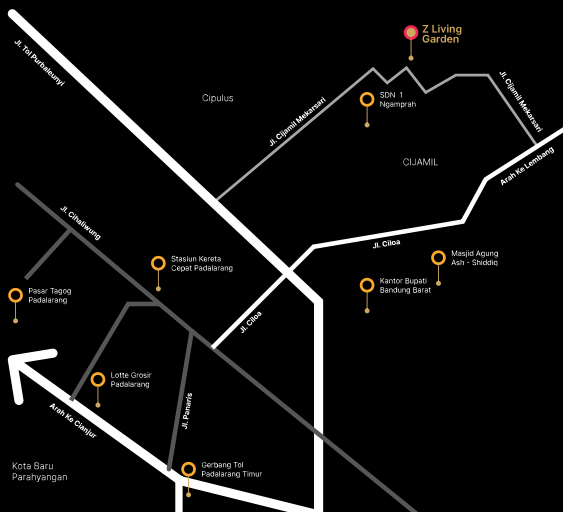 Z Living
Garden
Jl. Tol Purbaleunyi
Cipulus
SDN 1
Ngamprah
Jl. Cijamil Mekarsari
Jl. Cijamil Mekarsari
CIJAMIL
Arah Ke Lembang
Jl. Cihaliwung
Jl. Ciloa
Stasiun Kereta
Cepat Padalarang
Masjid Agung
Ash - Shiddiq
Kantor Bupati
Bandung Barat
Pasar Tagog
Padalarang
Jl. Ciloa
Lotte Grosir
Padalarang
Jl. Panaris
Arah Ke Cianjur
Kota Baru
Parahyangan
Gerbang Tol
Padalarang Timur